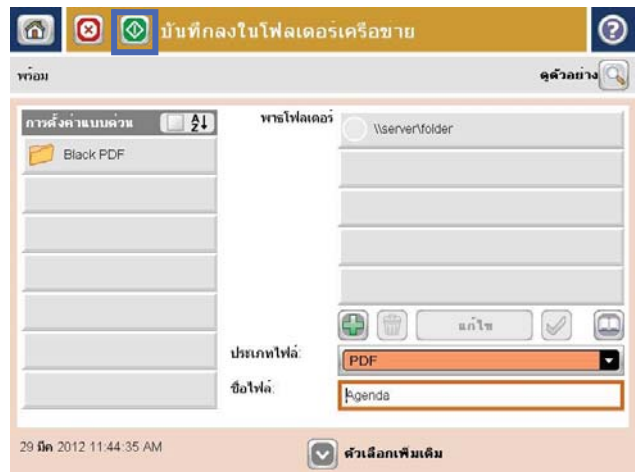 บันทึกลงในโฟลเดอร์เครือข่าย
พร้อม
ดูตัวอย่าง
การตั้งค่าแบบด่วน
พาธโฟลเดอร์
\\server\folder
Black PDF
แก้ไข
ประเภทไฟล์:
PDF
ชื่อไฟล์:
Agenda
29 มีค 2012 11:44:35 AM
ตัวเลือกเพิ่มเติม